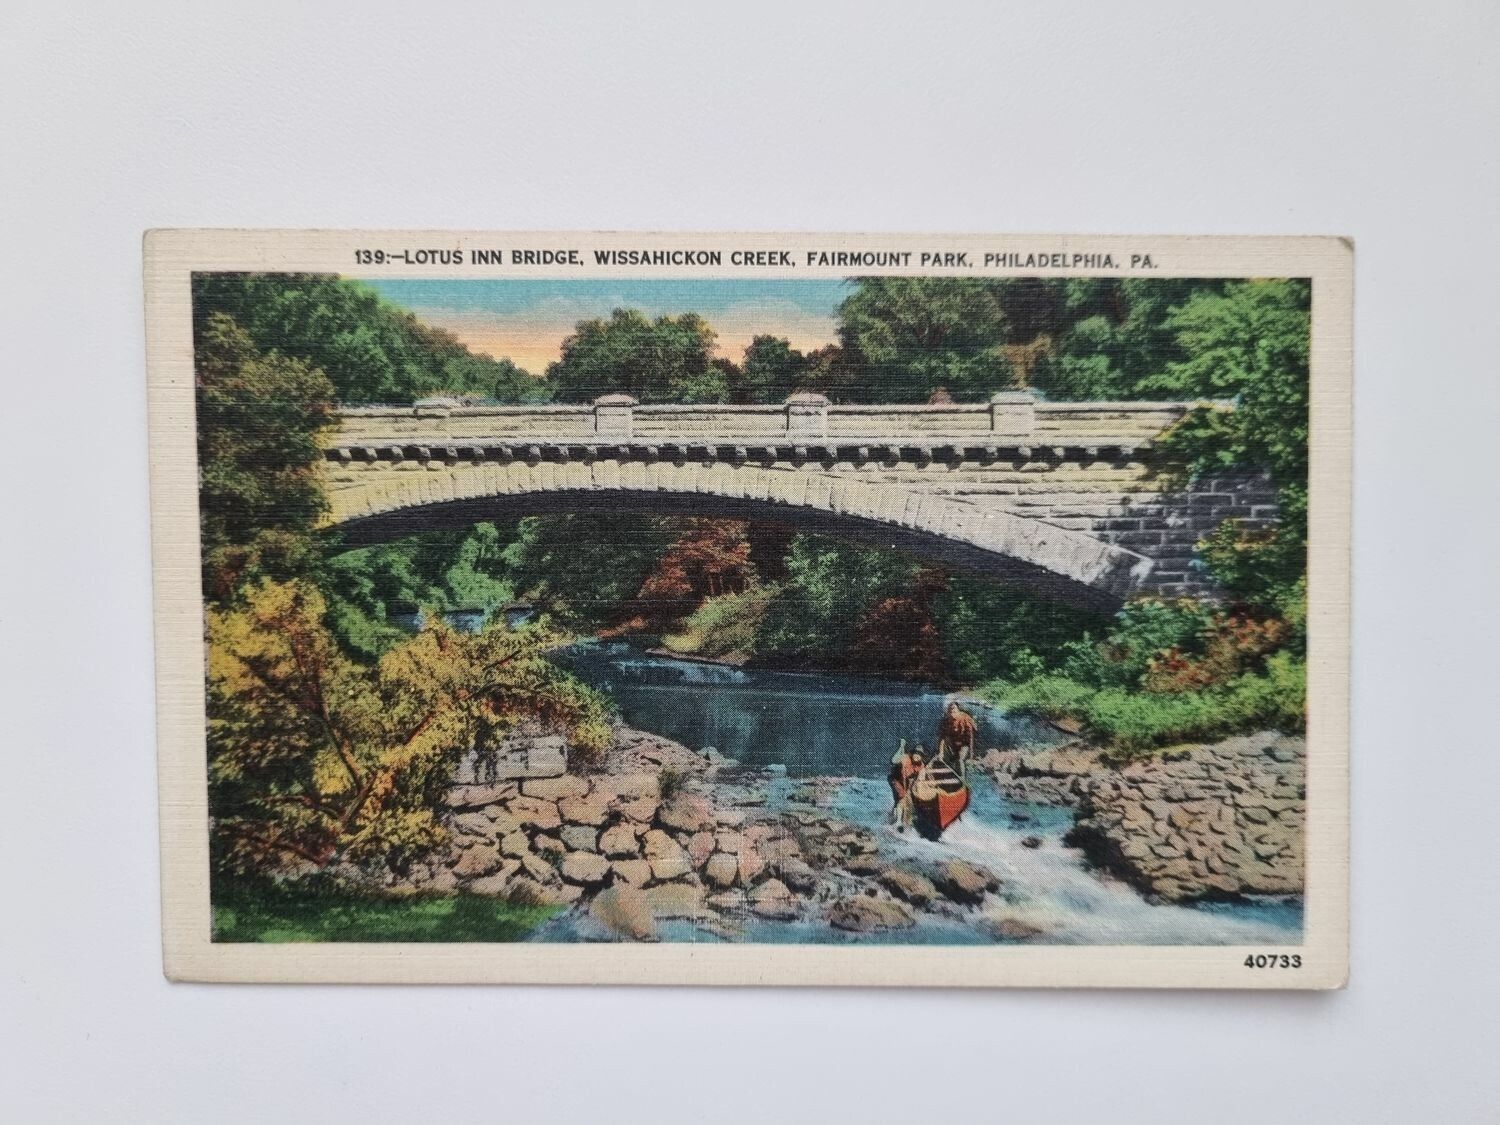 139:—LOTUS INN BRIDGE, WISSAHICKON CREEK, FAIRMOUNT PARK, PHILADELPHIA, PA.
40733